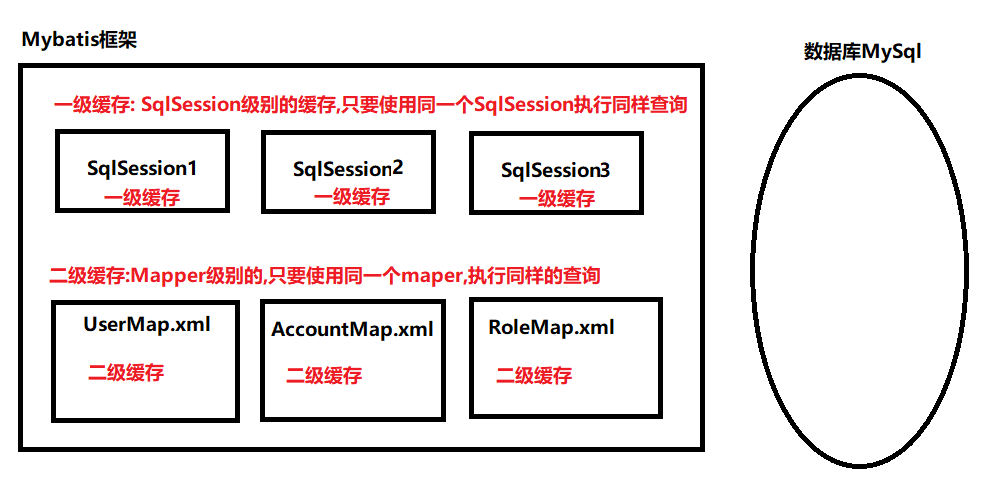 Mybatis框架
数据库MySql
一级缓存: SqlSession级别的缓存,只要使用同一个SqlSession执行同样查询
SqlSession1
一级缓存
SqlSession2
一级缓存
SqlSession3
一级缓存
二级缓存:Mapper级别的,只要使用同一个maper,执行同样的查询
UserMap.xml
二级缓存
AccountMap.xml
二级缓存
RoleMap.xml
二级缓存